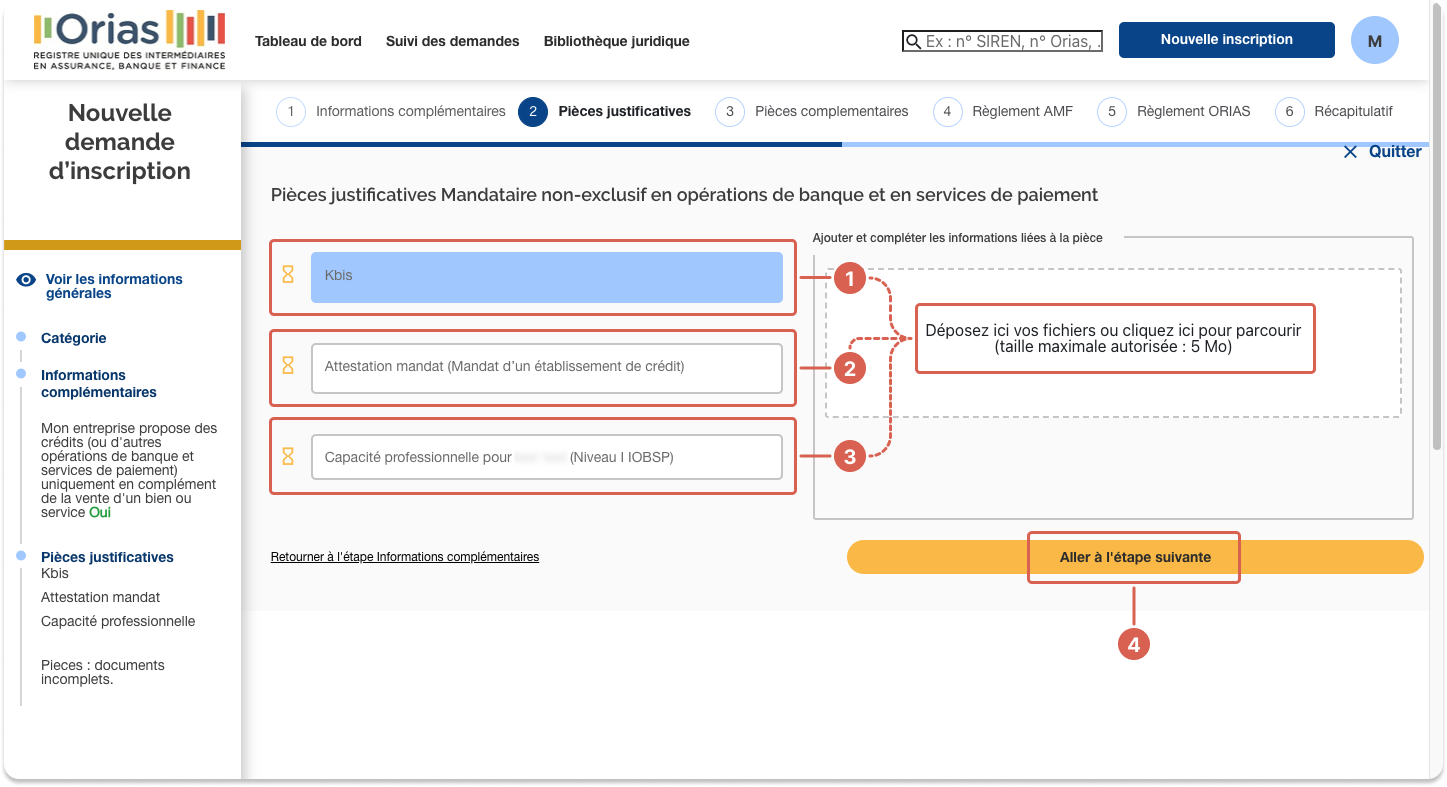 Orias
REGISTRE UNIQUE DES INTERMÉDIAIRES
EN ASSURANCE, BANQUE ET FINANCE
Tableau de bord
Suivi des demandes
Bibliothèque juridique
Ex : n° SIREN, n° Orias, .
Nouvelle inscription
M
Nouvelle
demande
d’inscription
1 Informations complémentaires
2 Pièces justificatives
3 Pièces complementaires
4 Règlement AMF
5 Règlement ORIAS
6 Récapitulatif
Quitter
Voir les informations
générales
Catégorie
Informations
complémentaires
Mon entreprise propose des
crédits (ou d'autres
opérations de banque et
services de paiement)
uniquement en complément
de la vente d'un bien ou
service Oui
Pièces justificatives
Kbis
Attestation mandat
Capacité professionnelle
Pieces : documents
incomplets.
Pièces justificatives Mandataire non-exclusif en opérations de banque et en services de paiement
Kbis
Attestation mandat (Mandat d'un établissement de crédit)
Capacité professionnelle pour (Niveau I IOBSP)
Ajouter et compléter les informations liées à la pièce
1
2
3
Déposez ici vos fichiers ou cliquez ici pour parcourir
(taille maximale autorisée : 5 Mo)
Retourner à l'étape Informations complémentaires
Aller à l'étape suivante
4